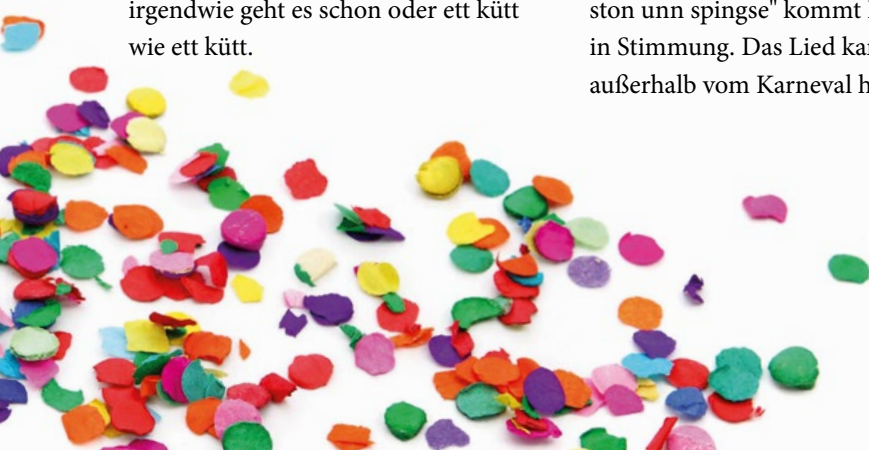 irgendwie geht es schon oder ett kütt
wie ett kütt.
ston unn spingse" kommt
in Stimmung. Das Lied
außerhalb vom Karneval